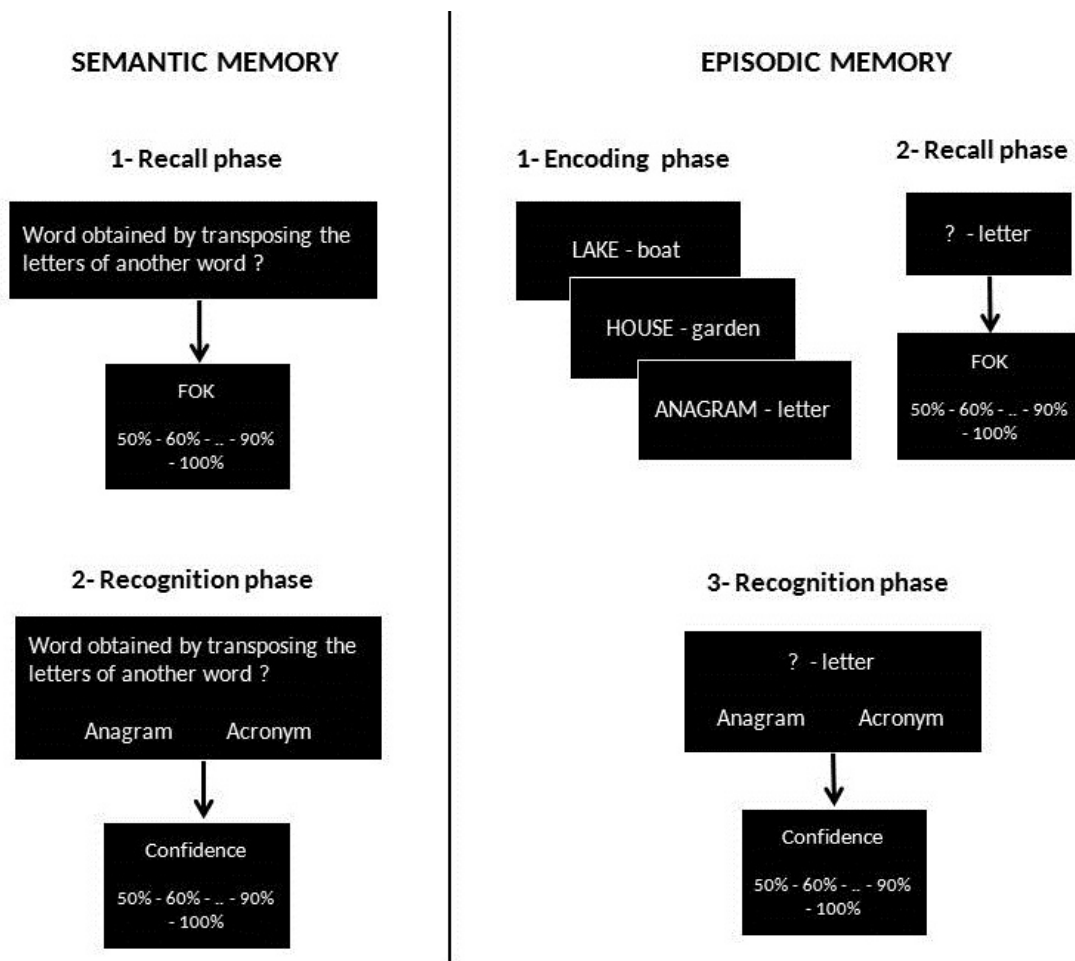 SEMANTIC MEMORY
1- Recall phase
Word obtained by transposing the
letters of another word ?
FOK
50% - 60% - .. - 90%
- 100%
2- Recognition phase
Word obtained by transposing the
letters of another word ?
Anagram Acronym
Confidence
50% - 60% - .. - 90%
- 100%
EPISODIC MEMORY
1- Encoding phase
LAKE - boat
HOUSE - garden
ANAGRAM - letter
2- Recall phase
? - letter
FOK
50% - 60% - .. - 90%
- 100%
3- Recognition phase
? - letter
Anagram Acronym
Confidence
50% - 60% - .. - 90%
- 100%